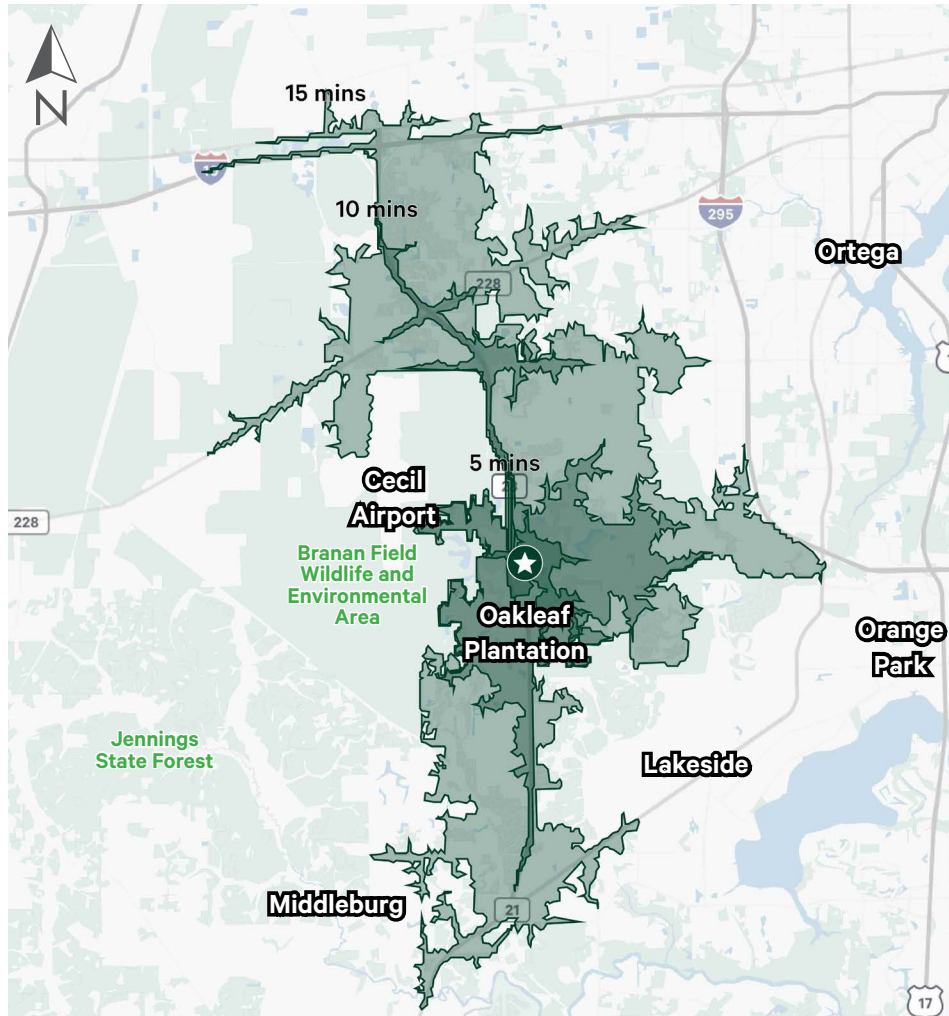 N
15 mins
10 mins
295
Ortega
228
5 mins
Cecil
Airport
228
Branan Field
Wildlife and
Environmental
Area
Oakleaf
Plantation
Orange
Park
Jennings
State Forest
Lakeside
Middleburg
21
17